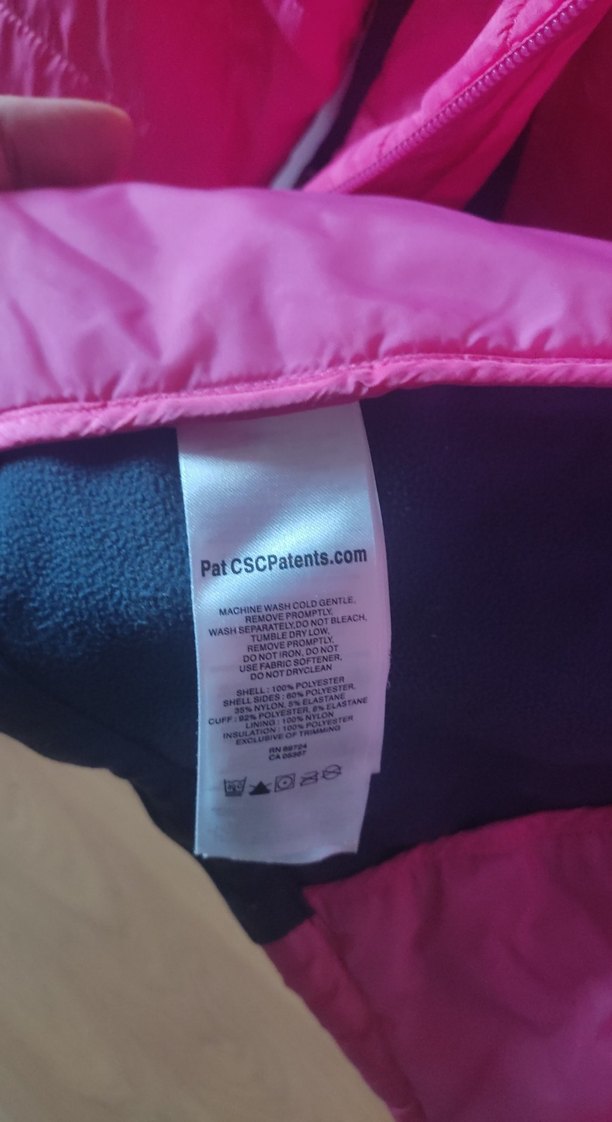 Pat CSCPatents.com
MACHINE WASH COLD GENTLE,
REMOVE PROMPTLY,
WASH SEPARATELY,DO NOT BLEACH,
TUMBLE DRY LOW,
REMOVE PROMPTLY,
DO NOT IRON, DO NOT
USE FABRIC SOFTENER,
DO NOT DRYCLEAN
SHELL : 100% POLYESTER
SHELL SIDES : 60% POLYESTER,
35% NYLON, 5% ELASTANE
CUFF : 92% POLYESTER, 8% ELASTANE
LINING : 100% NYLON
INSULATION : 100% POLYESTER
EXCLUSIVE OF TRIMMING
RN 69724
CA 05367